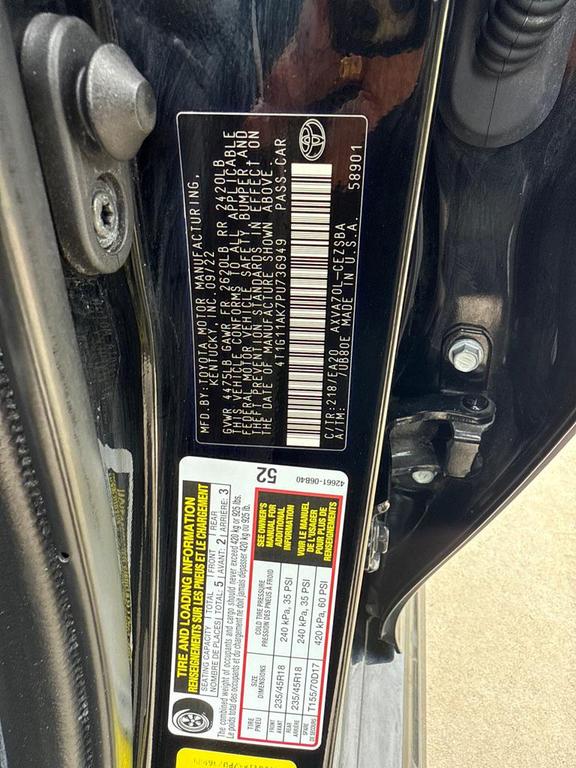 MFD. BY: TOYOTA MOTOR MANUFACTURING,
KENTUCKY, INC. 09/22
GVWR 4475LB GAWR FR 2620LB RR 2420LB
THIS VEHICLE CONFORMS TO ALL APPLICABLE
FEDERAL MOTOR VEHICLE SAFETY, BUMPER AND
THEFT PREVENTION STANDARDS IN EFFECT ON
THE DATE OF MANUFACTURE SHOWN ABOVE.
4T1G11AK7PU736949 PASS.CAR
C/TR:218/EA20 AXVA70L-CEZSBA
A/TM: 70B80E MADE IN U.S.A.
58901
TIRE AND LOADING INFORMATION
RENSEIGNEMENTS SUR LES PNEUS ET LE CHARGEMENT
SEATING CAPACITY TOTAL FRONT REAR
NOMBRE DE PLACES TOTAL: 5 AVANT: 2 ARRIÈRE: 3
The combined weight of occupants and cargo should never exceed 420 kg or 925 lbs.
Le poids total des occupants et du chargement ne doit jamais dépasser 420 kg ou 925 lb.
TIRE
PNEU
SIZE
DIMENSIONS
COLD TIRE PRESSURE
PRESSION DES PNEUS À FROID
FRONT
AVANT
235/45R18
240 kPa, 35 PSI
REAR
ARRIÈRE
235/45R18
240 kPa, 35 PSI
SPARE
DE SECOURS
T155/70D17
420 kPa, 60 PSI
SEE OWNER'S
MANUAL FOR
ADDITIONAL
INFORMATION
VOIR LE MANUEL
DE L'USAGER
POUR PLUS DE
RENSEIGNEMENTS
52
42661-06B40